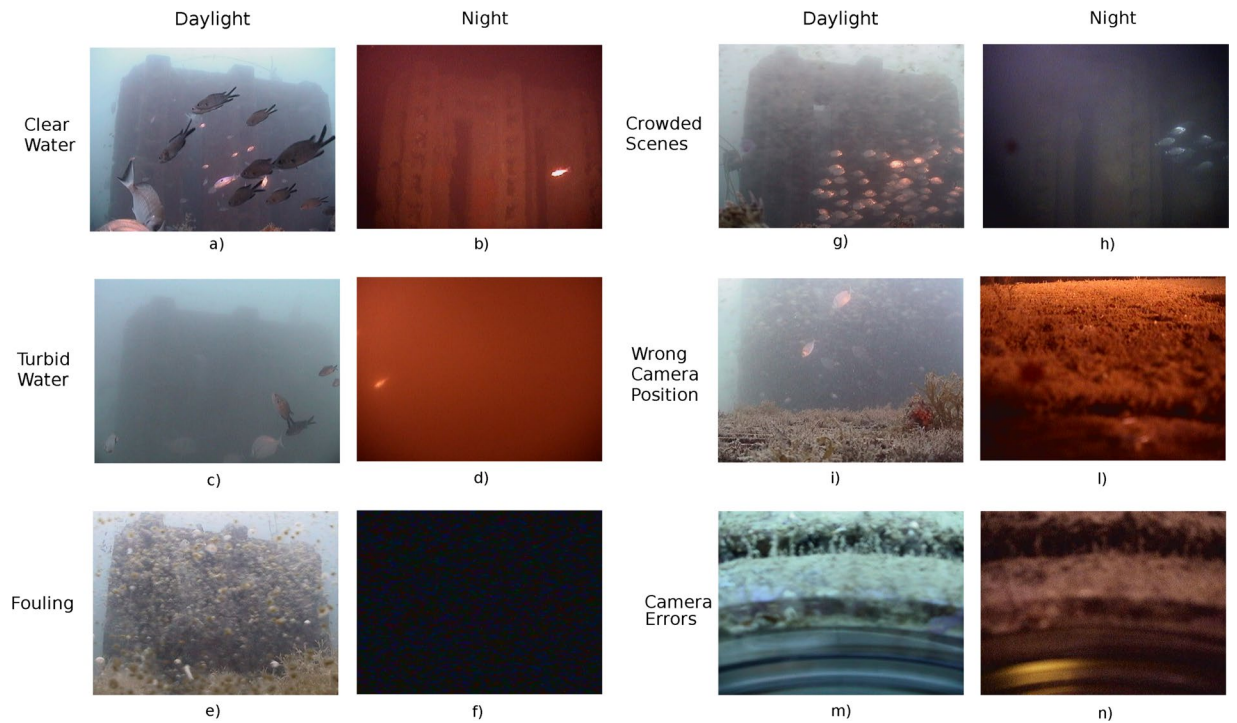 Daylight
Night
Daylight
Night
Clear
Water
Crowded
Scenes
a)
b)
g)
h)
Turbid
Water
Wrong
Camera
Position
c)
d)
i)
l)
Fouling
Camera
Errors
e)
f)
m)
n)